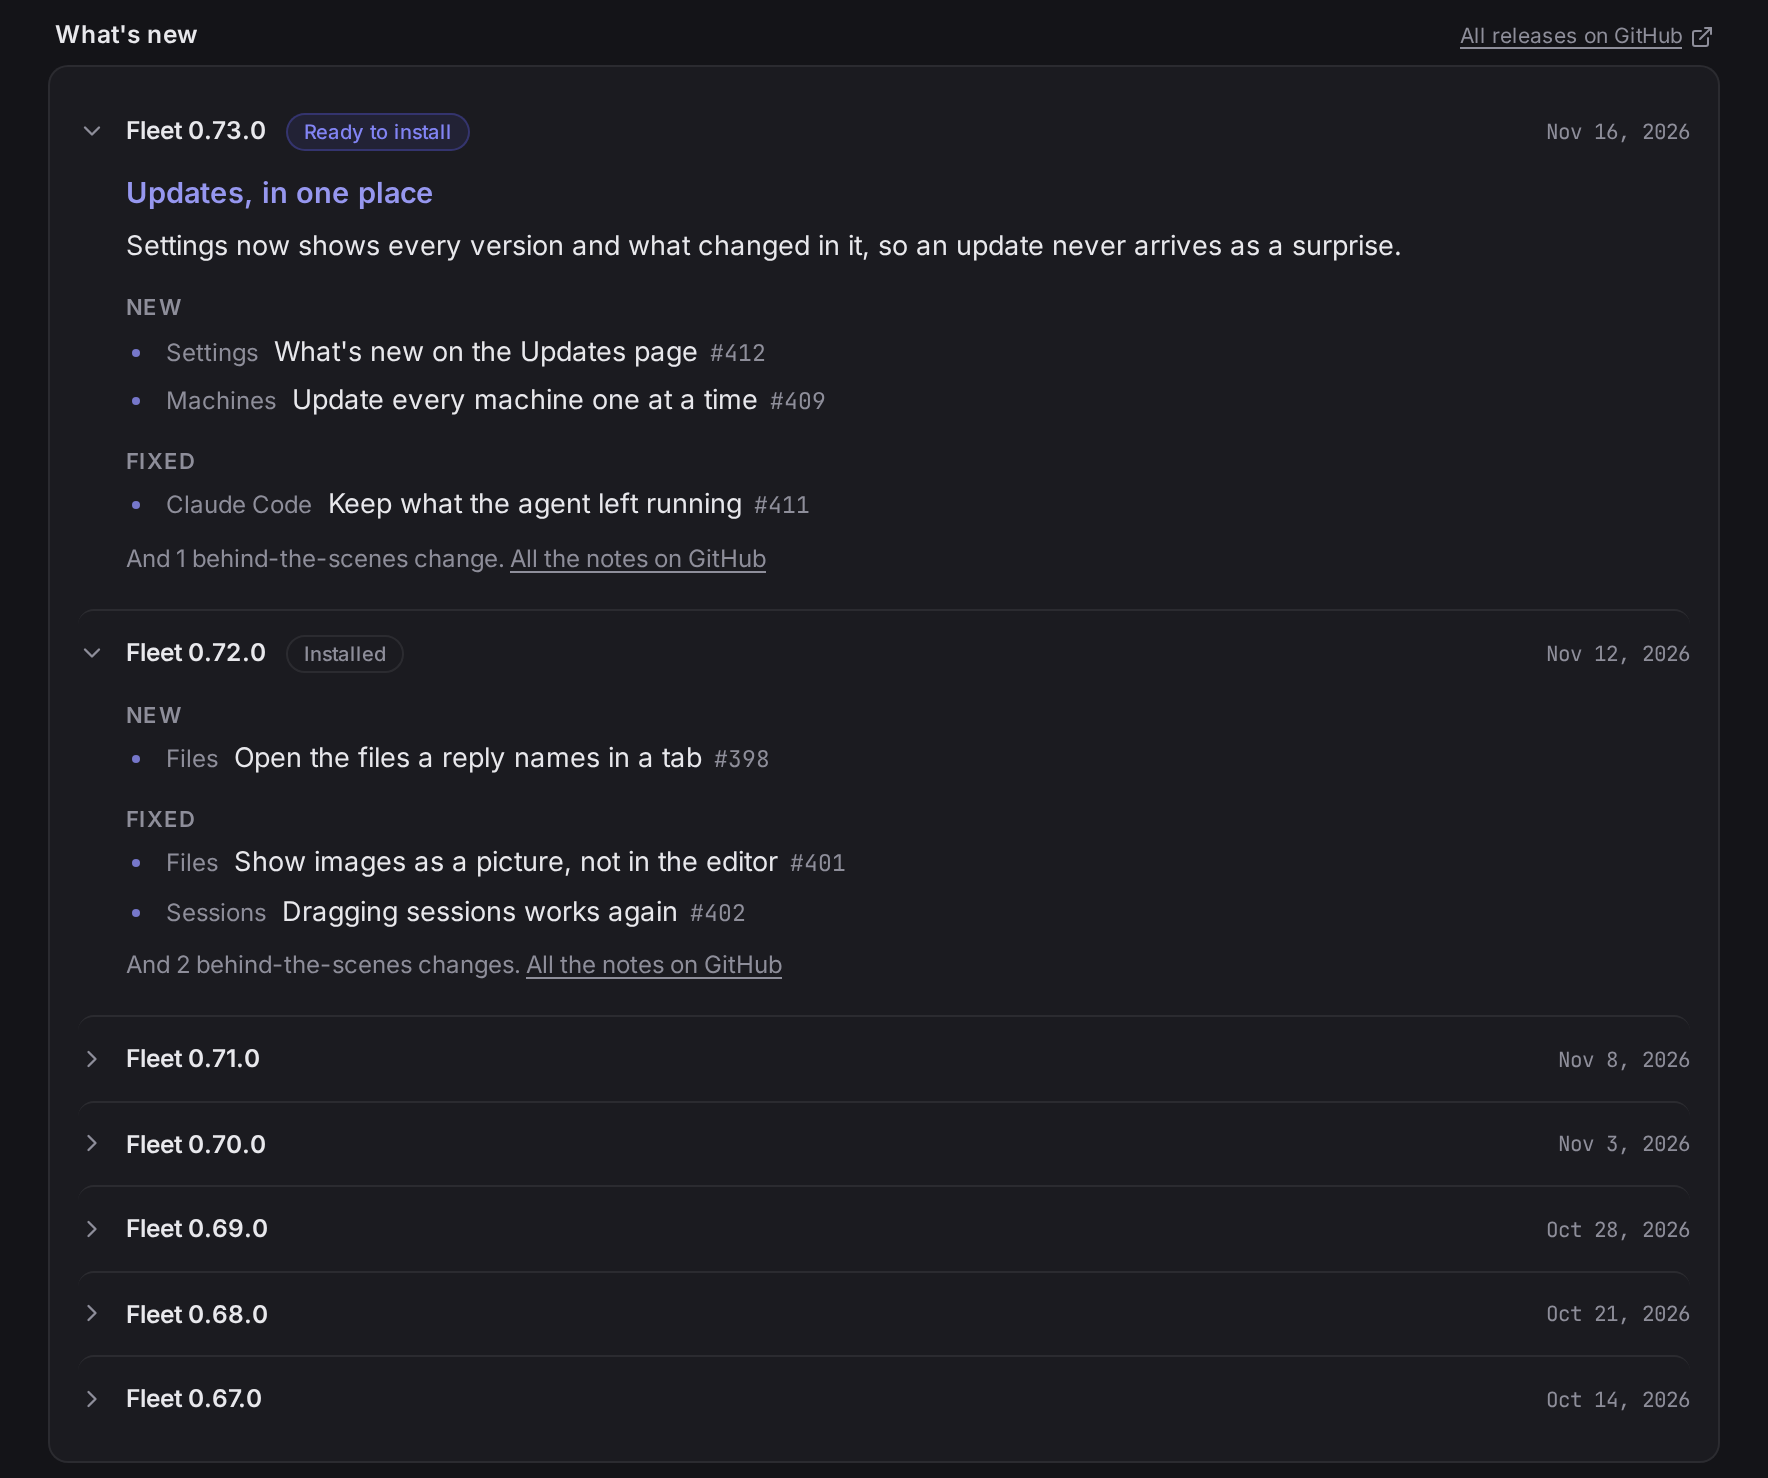 What's new
All releases on GitHub
Fleet 0.73.0 Ready to install Nov 16, 2026
Updates, in one place
Settings now shows every version and what changed in it, so an update never arrives as a surprise.
NEW
• Settings What's new on the Updates page #412
• Machines Update every machine one at a time #409
FIXED
• Claude Code Keep what the agent left running #411
And 1 behind-the-scenes change. All the notes on GitHub
Fleet 0.72.0 Installed Nov 12, 2026
NEW
• Files Open the files a reply names in a tab #398
FIXED
• Files Show images as a picture, not in the editor #401
• Sessions Dragging sessions works again #402
And 2 behind-the-scenes changes. All the notes on GitHub
Fleet 0.71.0 Nov 8, 2026
Fleet 0.70.0 Nov 3, 2026
Fleet 0.69.0 Oct 28, 2026
Fleet 0.68.0 Oct 21, 2026
Fleet 0.67.0 Oct 14, 2026